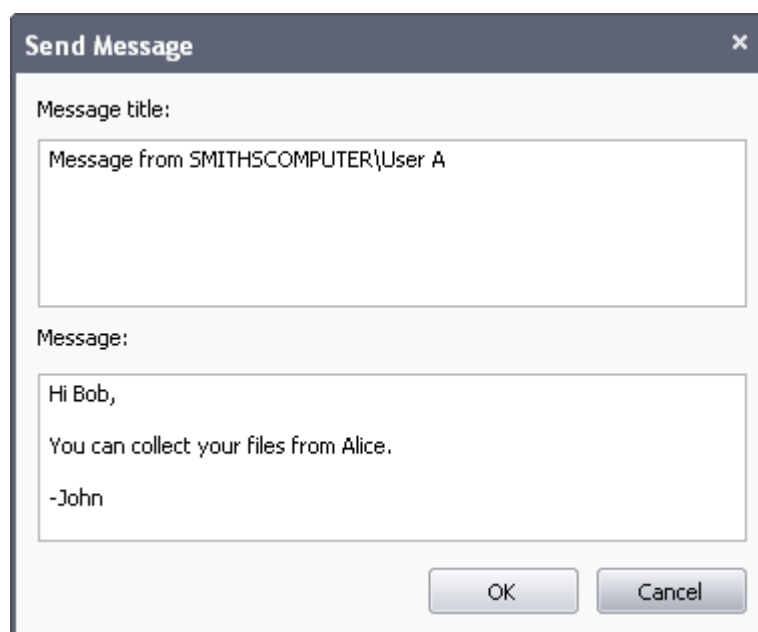 Send Message
Message title:
Message from SMITHSCOMPUTER\User A
Message:
Hi Bob,
You can collect your files from Alice.
-John
OK
Cancel